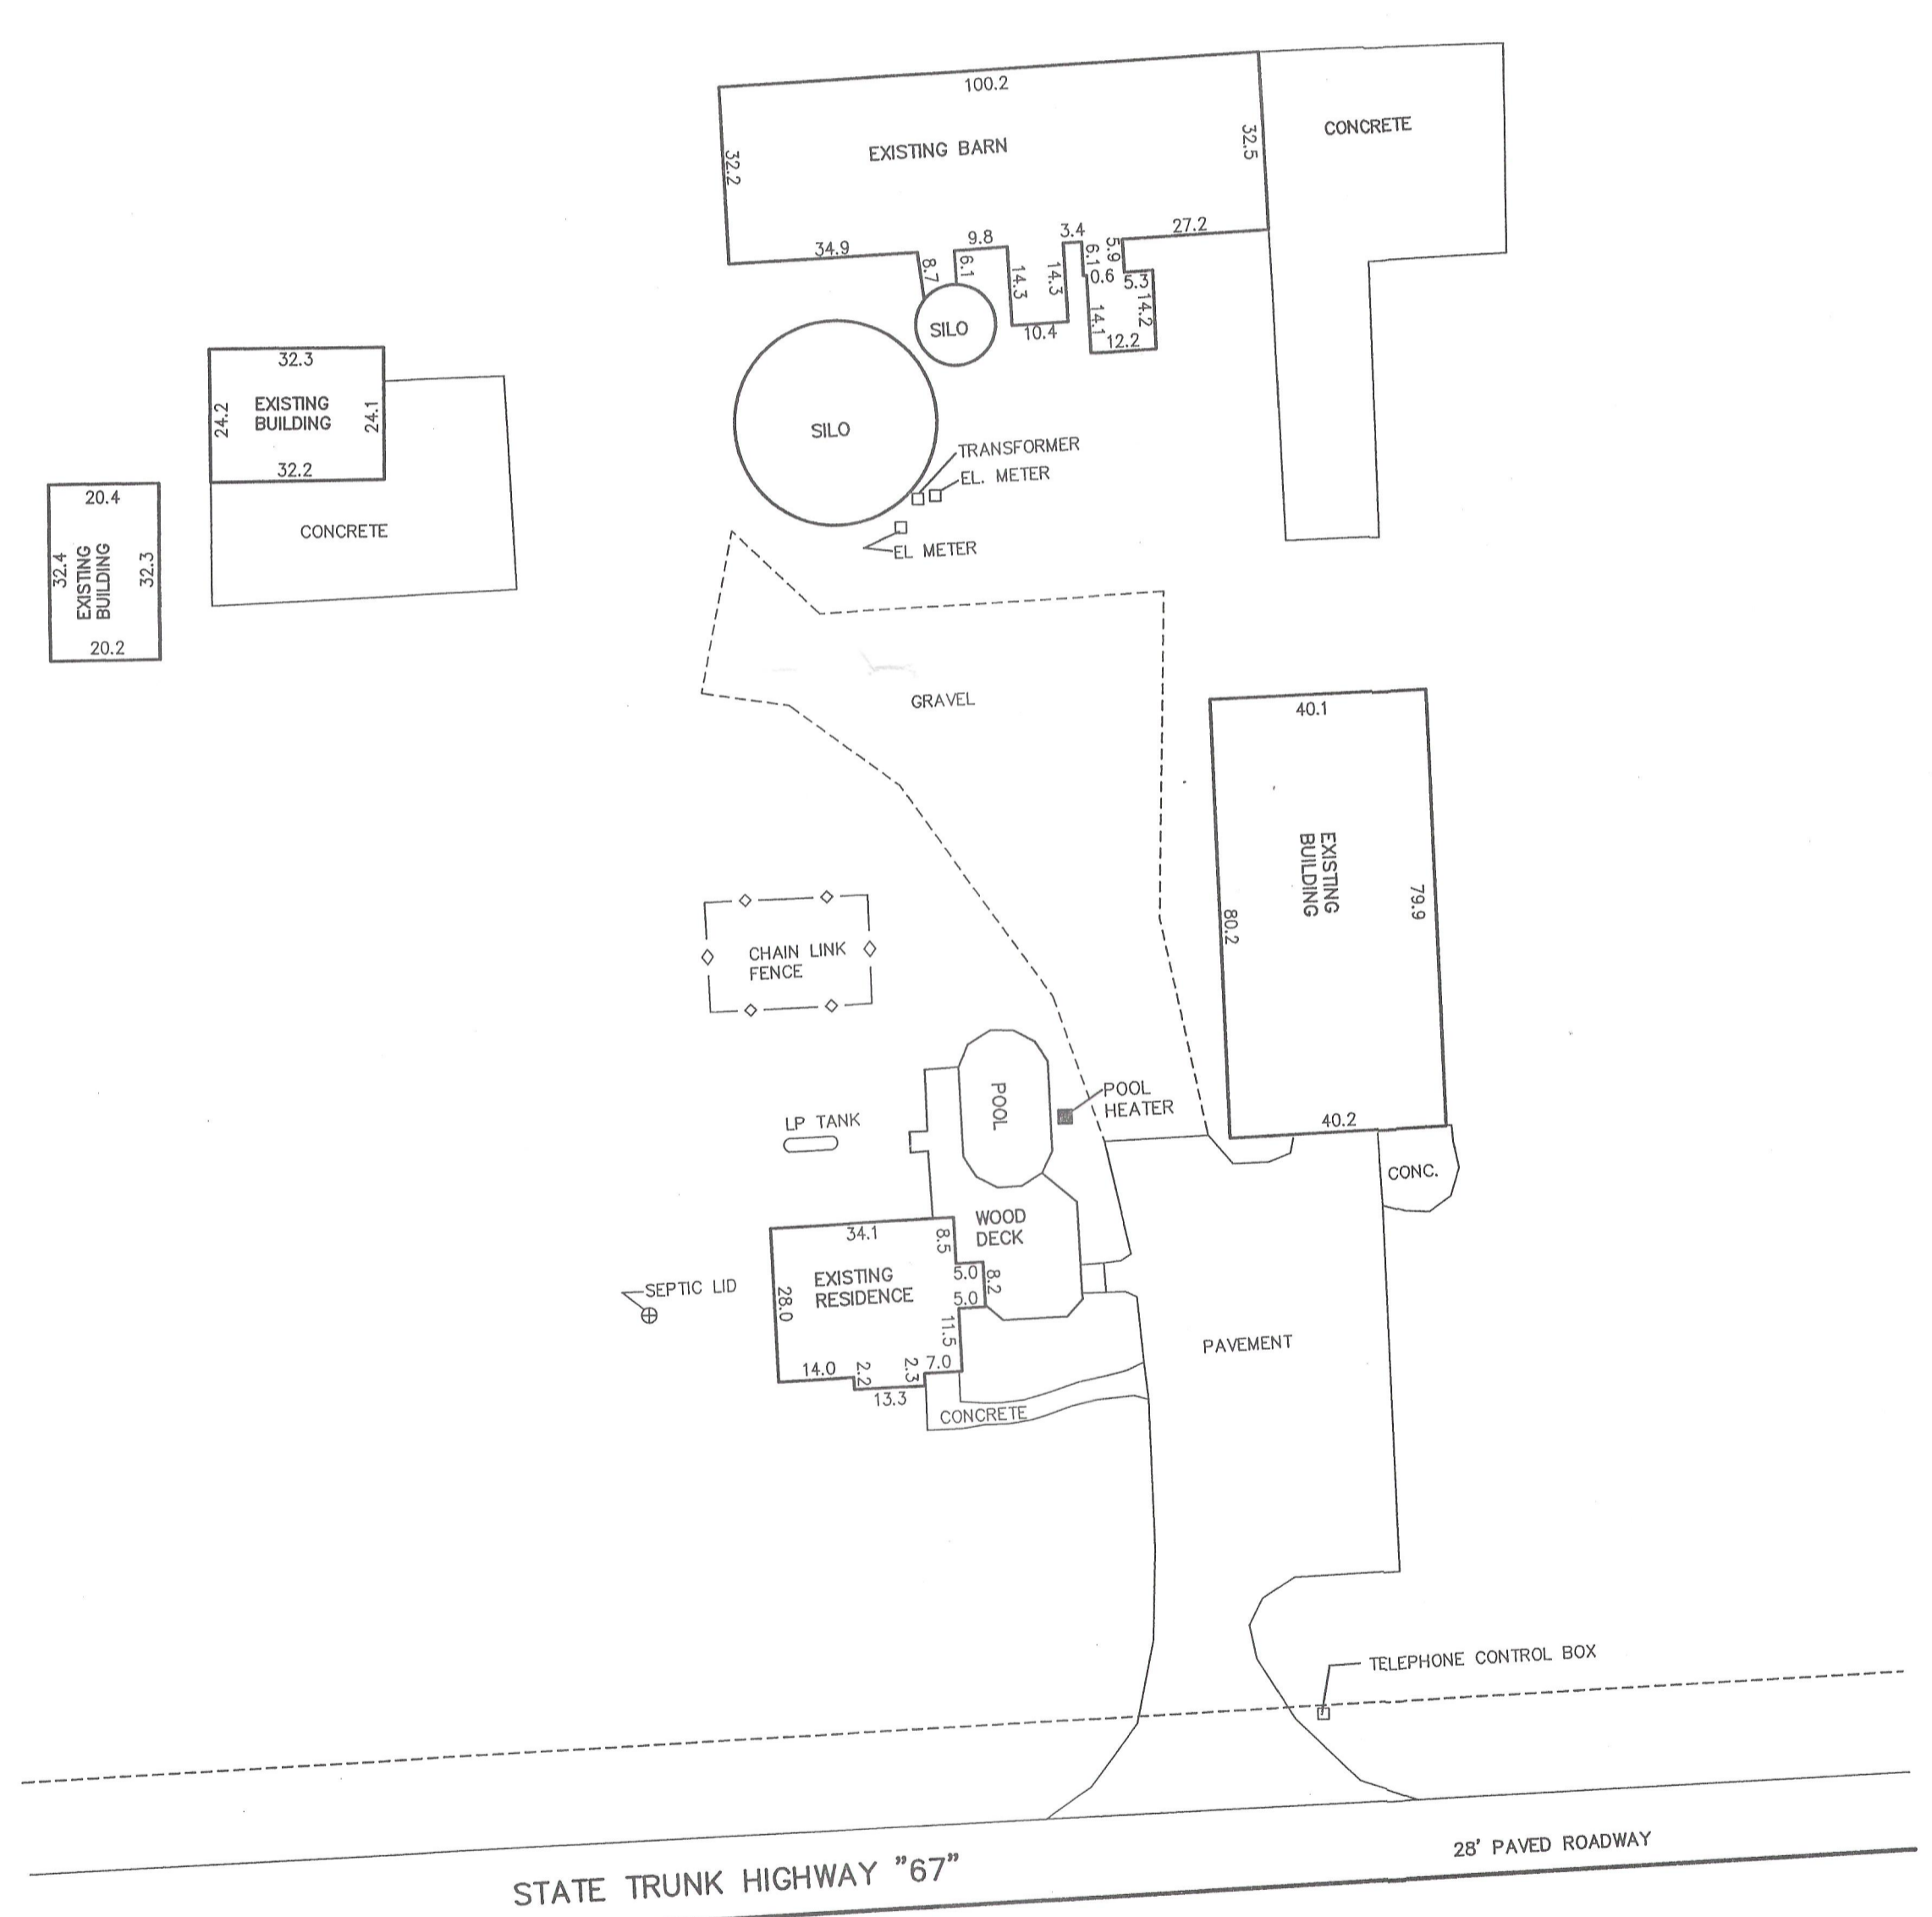 100.2
CONCRETE
EXISTING BARN
32.2
32.5
34.9
9.8
3.4
27.2
8.7
6.1
14.3
14.3
6.1
5.9
0.6
5.3
14.1
14.2
10.4
12.2
SILO
SILO
TRANSFORMER
EL. METER
EL METER
32.3
24.2
EXISTING
BUILDING
24.1
32.2
CONCRETE
20.4
32.4
EXISTING
BUILDING
32.3
20.2
GRAVEL
40.1
EXISTING
BUILDING
80.2
79.9
40.2
CHAIN LINK
FENCE
POOL
POOL
HEATER
LP TANK
CONC.
WOOD
DECK
34.1
8.5
EXISTING
RESIDENCE
5.0
8.2
5.0
28.0
11.5
14.0
2.2
2.3
7.0
13.3
SEPTIC LID
CONCRETE
PAVEMENT
TELEPHONE CONTROL BOX
28' PAVED ROADWAY
STATE TRUNK HIGHWAY "67"